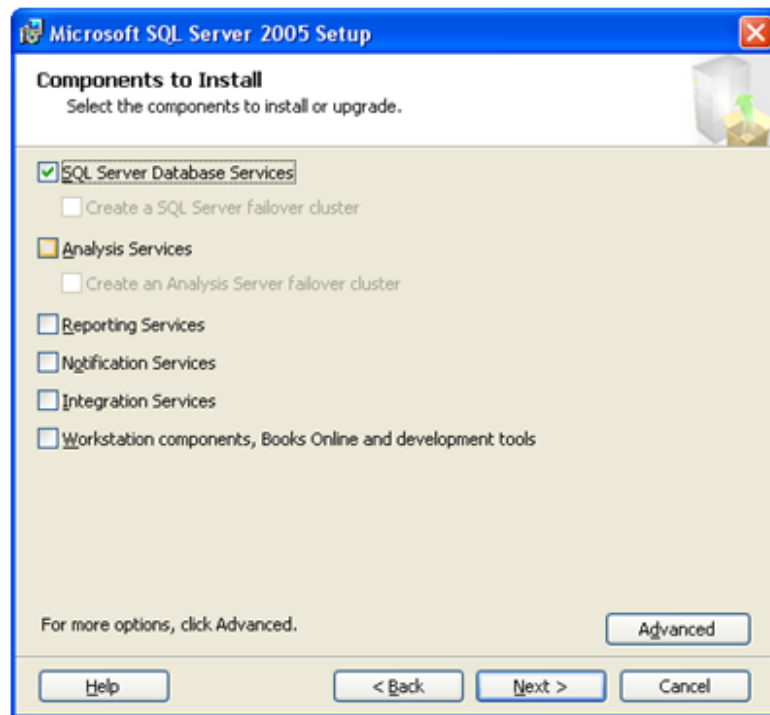 Microsoft SQL Server 2005 Setup
Components to Install
Select the components to install or upgrade.
SQL Server Database Services
Create a SQL Server failover cluster
Analysis Services
Create an Analysis Server failover cluster
Reporting Services
Notification Services
Integration Services
Workstation components, Books Online and development tools
For more options, click Advanced.
Advanced
Help
< Back
Next >
Cancel